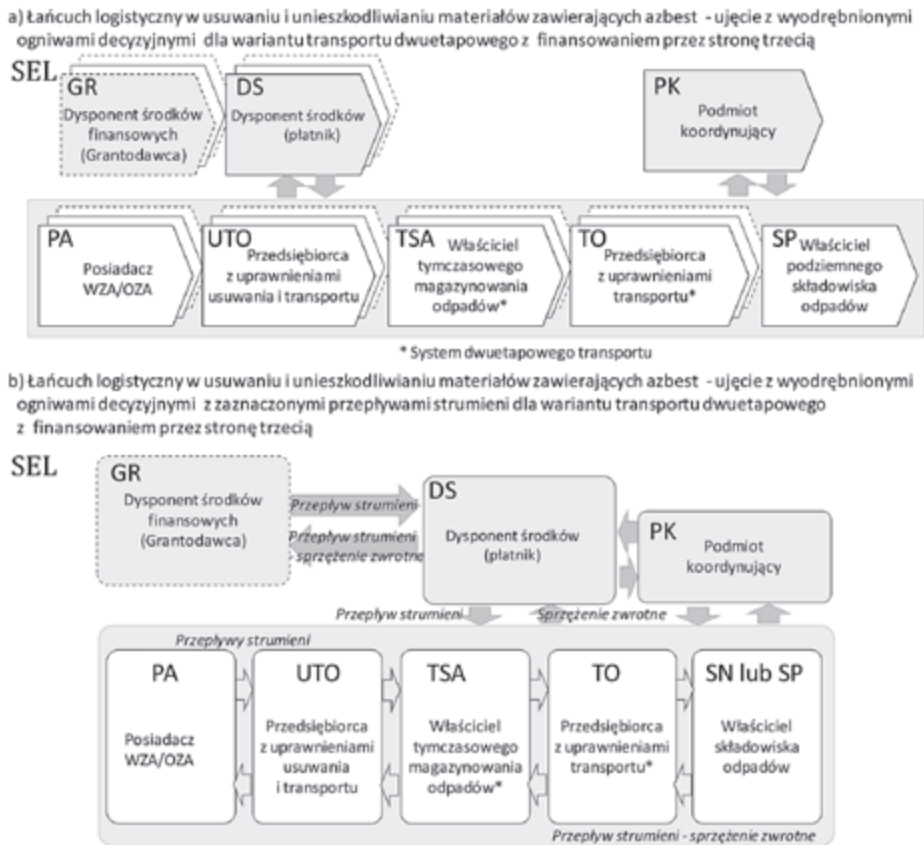 a) Łańcuch logistyczny w usuwaniu i unieszkodliwianiu materiałów zawierających azbest - ujęcie z wyodrębnionymi
ogniwami decyzyjnymi dla wariantu transportu dwuetapowego z finansowaniem przez stronę trzecią
SEL
GR
Dysponent środków
finansowych
(Grantodawca)
DS
Dysponent środków
(płatnik)
PK
Podmiot
koordynujący
PA
Posiadacz
WZA/OZA
UTO
Przedsiębiorca
z uprawnieniami
usuwania i transportu
TSA
Właściciel
tymczasowego
magazynowania
odpadów*
TO
Przedsiębiorca
z uprawnieniami
transportu*
SP
Właściciel
podziemnego
składowiska
odpadów
* System dwuetapowego transportu
b) Łańcuch logistyczny w usuwaniu i unieszkodliwianiu materiałów zawierających azbest - ujęcie z wyodrębnionymi
ogniwami decyzyjnymi z zaznaczonymi przepływami strumieni dla wariantu transportu dwuetapowego
z finansowaniem przez stronę trzecią
SEL
GR
Dysponent środków
finansowych
(Grantodawca)
Przepływ strumieni
Przepływ strumieni
- sprzężenie zwrotne
DS
Dysponent środków
(płatnik)
PK
Podmiot
koordynujący
Przepływ strumieni
Sprzężenie zwrotne
Przepływy strumieni
PA
Posiadacz
WZA/OZA
UTO
Przedsiębiorca
z uprawnieniami
usuwania
i transportu
TSA
Właściciel
tymczasowego
magazynowania
odpadów*
TO
Przedsiębiorca
z uprawnieniami
transportu*
SN lub SP
Właściciel
składowiska
odpadów
Przepływ strumieni - sprzężenie zwrotne